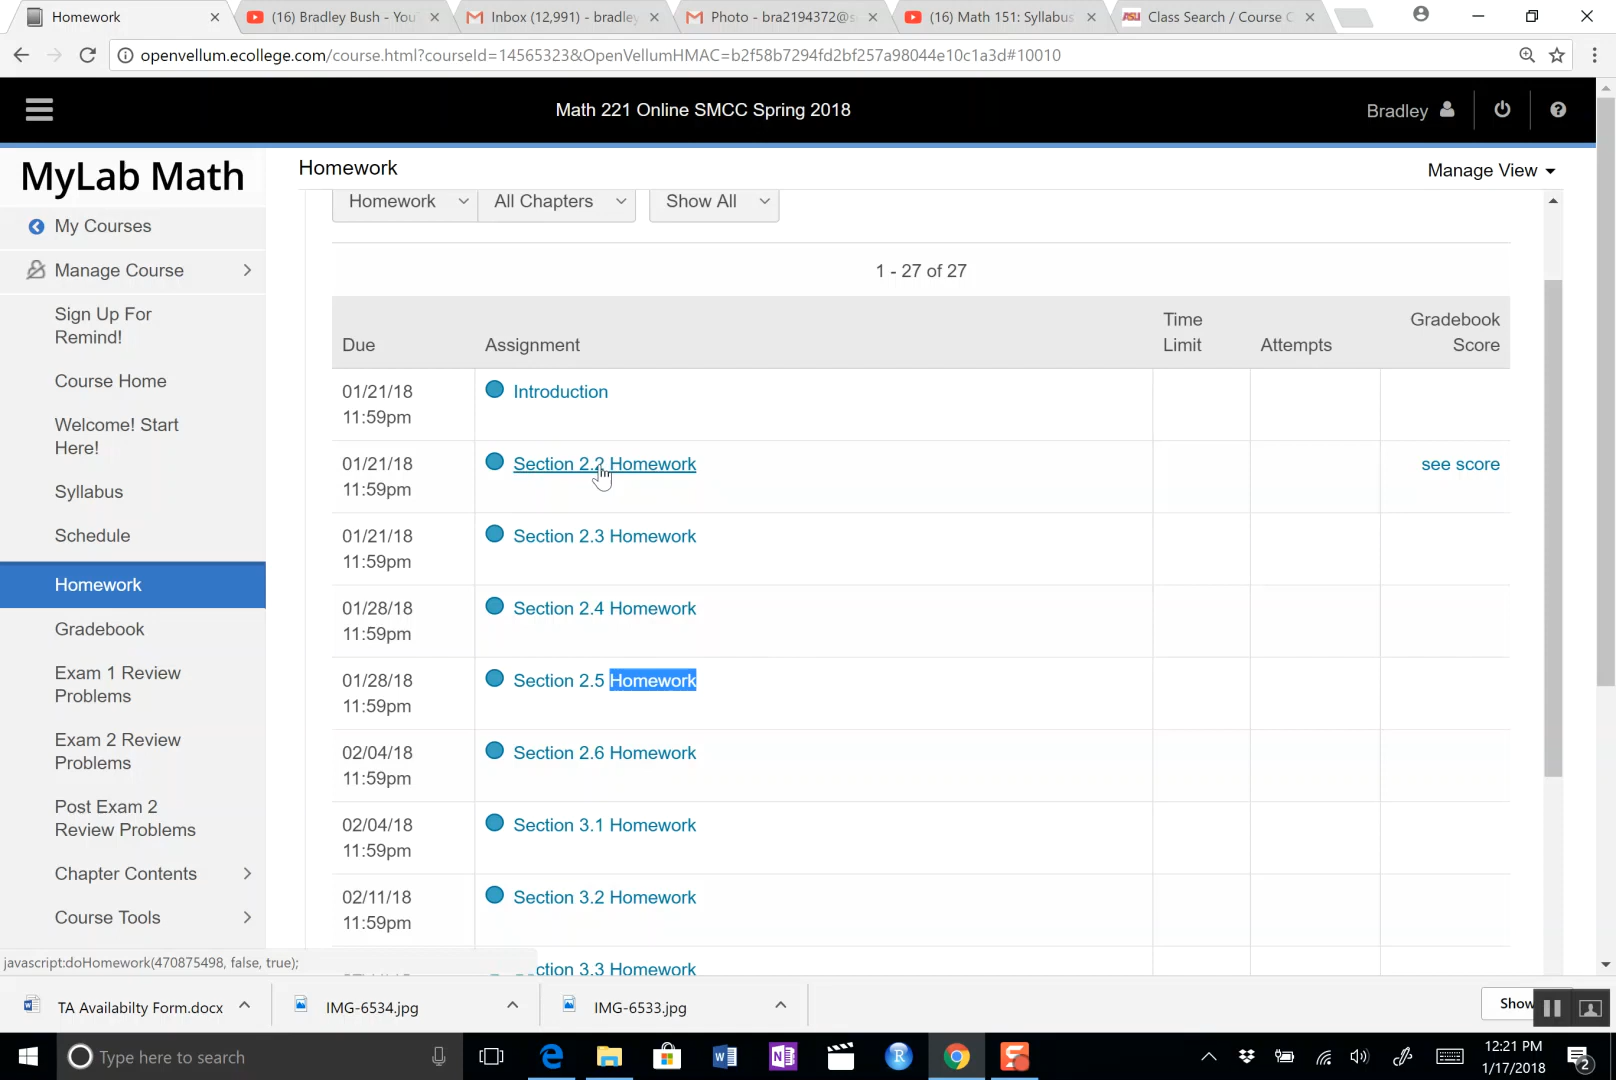 Homework
(16) Bradley Bush - You
Inbox (12,991) - bradley
Photo - bra2194372@s
(16) Math 151: Syllabus
ASU Class Search / Course C
openvellum.ecollege.com/course.html?courseId=14565323&OpenVellumHMAC=b2f58b7294fd2bf257a98044e10c1a3d#10010
Math 221 Online SMCC Spring 2018
Bradley
MyLab Math
My Courses
Manage Course
Sign Up For
Remind!
Course Home
Welcome! Start
Here!
Syllabus
Schedule
Homework
Gradebook
Exam 1 Review
Problems
Exam 2 Review
Problems
Post Exam 2
Review Problems
Chapter Contents
Course Tools
Homework
Manage View
Homework
All Chapters
Show All
1 - 27 of 27
Due
Assignment
Time
Limit
Attempts
Gradebook
Score
01/21/18
11:59pm
Introduction
01/21/18
11:59pm
Section 2.2 Homework
see score
01/21/18
11:59pm
Section 2.3 Homework
01/28/18
11:59pm
Section 2.4 Homework
01/28/18
11:59pm
Section 2.5 Homework
02/04/18
11:59pm
Section 2.6 Homework
02/04/18
11:59pm
Section 3.1 Homework
02/11/18
11:59pm
Section 3.2 Homework
ction 3.3 Homework
javascript:doHomework(470875498, false, true);
TA Availabilty Form.docx
IMG-6534.jpg
IMG-6533.jpg
Show
Type here to search
12:21 PM
1/17/2018
2